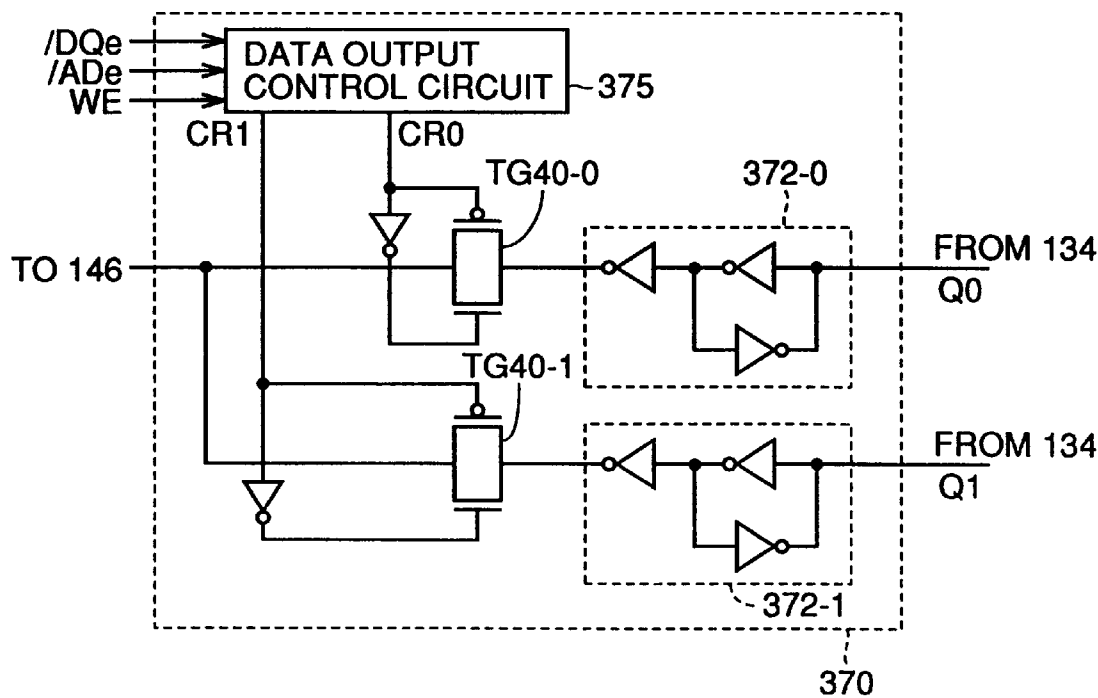 /DQe
/ADe
WE
DATA OUTPUT
CONTROL CIRCUIT
375
CR1
CR0
TG40-0
372-0
TO 146
FROM 134
Q0
TG40-1
FROM 134
Q1
372-1
370